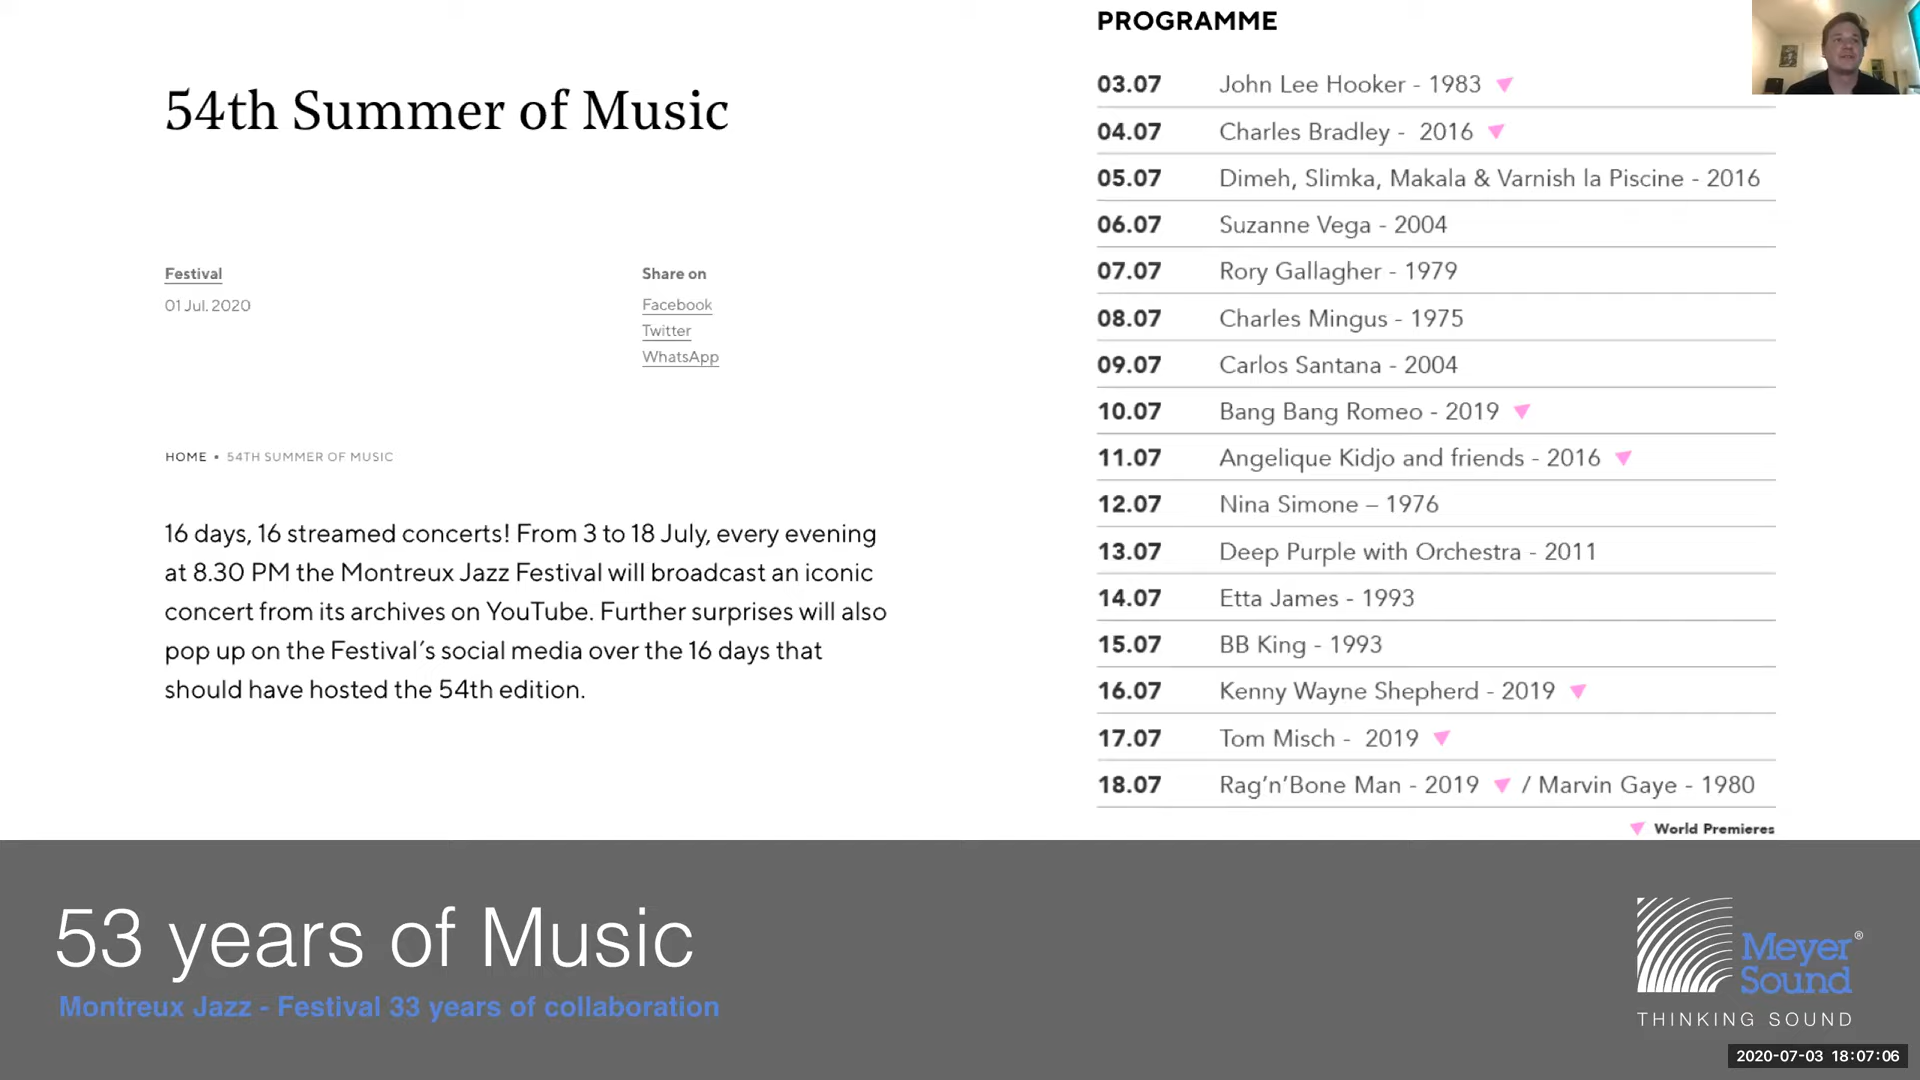 54th Summer of Music
Festival
01 Jul. 2020
Share on
Facebook
Twitter
WhatsApp
HOME • 54TH SUMMER OF MUSIC
16 days, 16 streamed concerts! From 3 to 18 July, every evening
at 8.30 PM the Montreux Jazz Festival will broadcast an iconic
concert from its archives on YouTube. Further surprises will also
pop up on the Festival's social media over the 16 days that
should have hosted the 54th edition.
PROGRAMME
03.07 John Lee Hooker - 1983
04.07 Charles Bradley - 2016
05.07 Dimeh, Slimka, Makala & Varnish la Piscine - 2016
06.07 Suzanne Vega - 2004
07.07 Rory Gallagher - 1979
08.07 Charles Mingus - 1975
09.07 Carlos Santana - 2004
10.07 Bang Bang Romeo - 2019
11.07 Angelique Kidjo and friends - 2016
12.07 Nina Simone – 1976
13.07 Deep Purple with Orchestra - 2011
14.07 Etta James - 1993
15.07 BB King - 1993
16.07 Kenny Wayne Shepherd - 2019
17.07 Tom Misch - 2019
18.07 Rag'n'Bone Man - 2019 / Marvin Gaye - 1980
World Premieres
53 years of Music
Montreux Jazz - Festival 33 years of collaboration
Meyer®
Sound
THINKING SOUND
2020-07-03 18:07:06